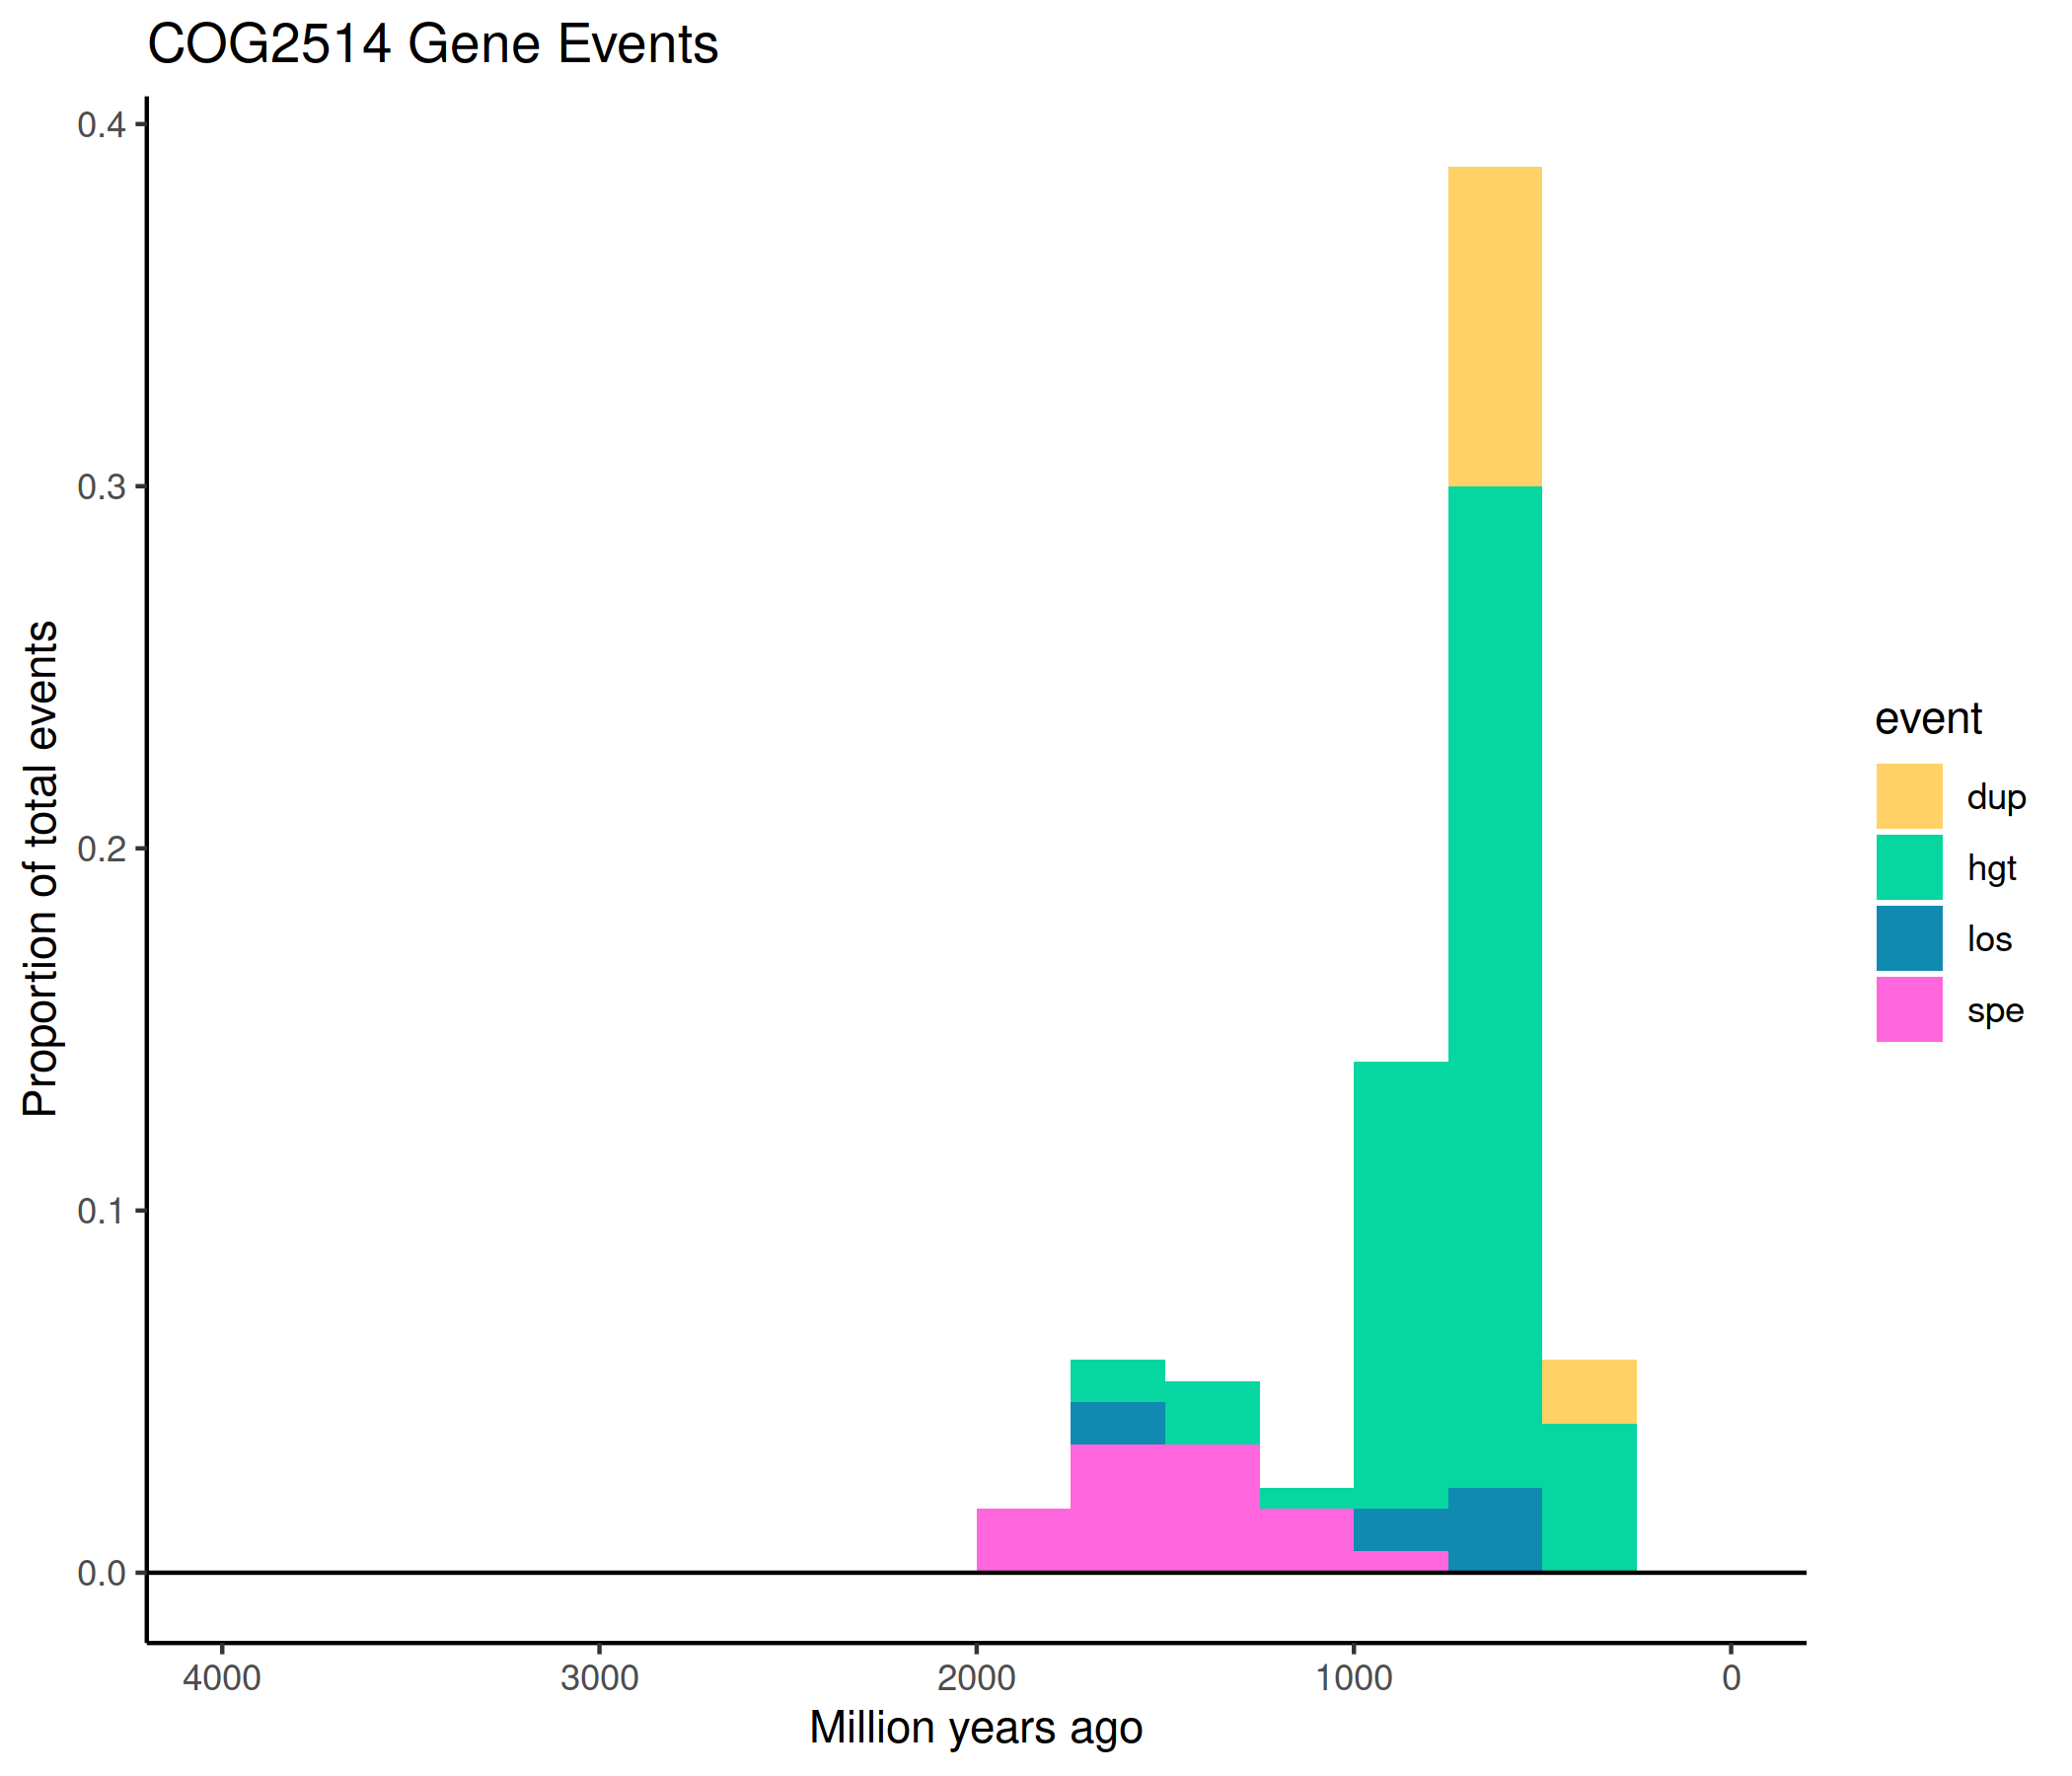 COG2514 Gene Events
Proportion of total events
0.4
0.3
0.2
0.1
0.0
4000 3000 2000 1000 0
Million years ago
event
dup
hgt
los
spe